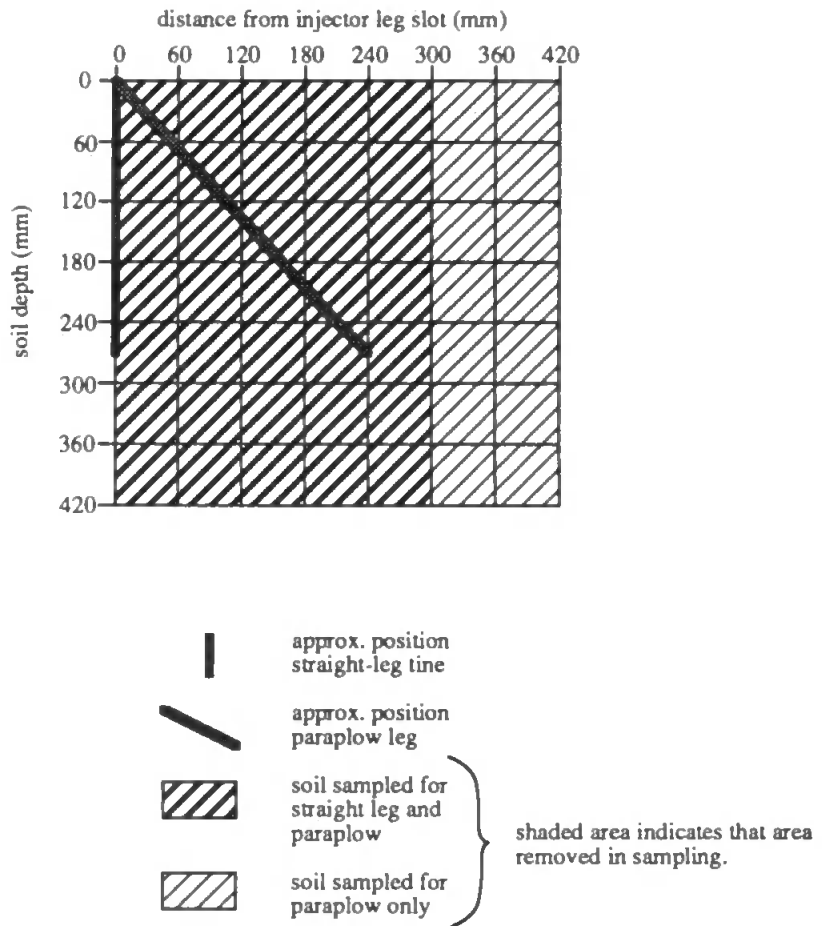 distance from injector leg slot (mm)
0 60 120 180 240 300 360 420
0
60
120
180
240
300
360
420
soil depth (mm)
approx. position
straight-leg tine
approx. position
paraplow leg
soil sampled for
straight leg and
paraplow
shaded area indicates that area
removed in sampling.
soil sampled for
paraplow only